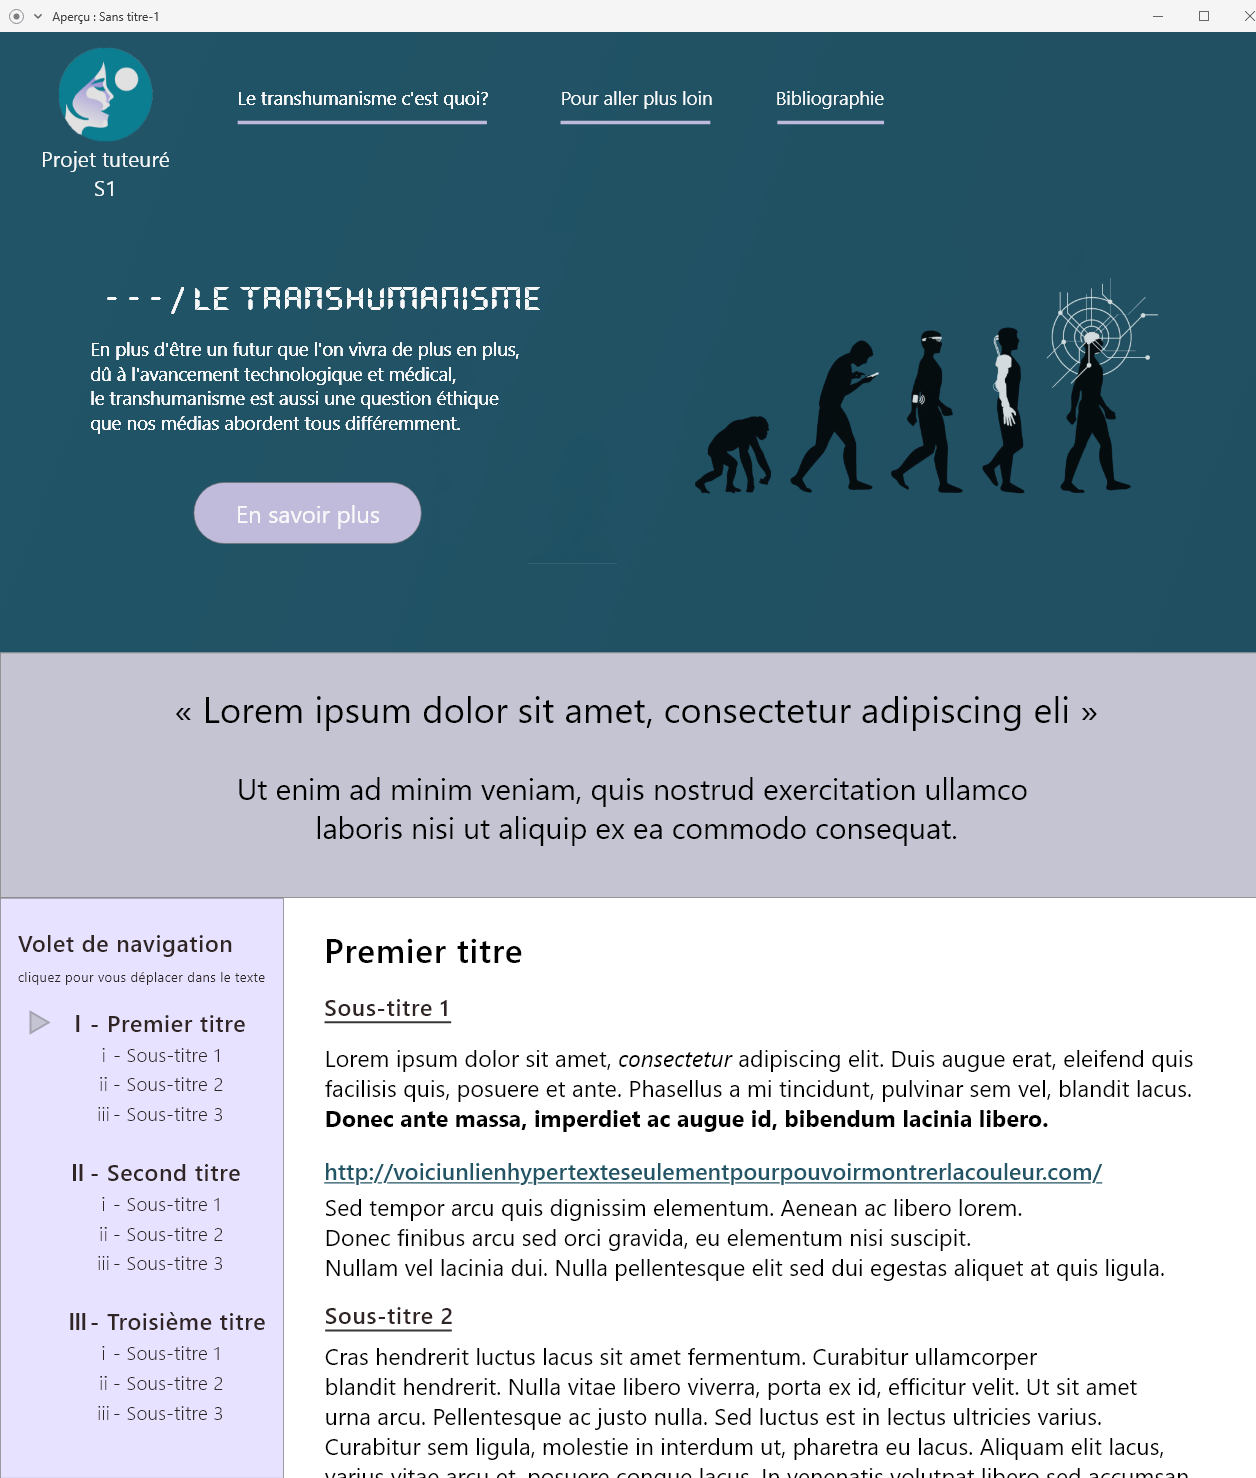 Aperçu : Sans titre-1
Projet tuteuré
S1
Le transhumanisme c'est quoi?
Pour aller plus loin
Bibliographie
- - - / LE TRANSHUMANISME
En plus d'être un futur que l'on vivra de plus en plus,
dû à l'avancement technologique et médical,
le transhumanisme est aussi une question éthique
que nos médias abordent tous différemment.
En savoir plus
« Lorem ipsum dolor sit amet, consectetur adipiscing eli »
Ut enim ad minim veniam, quis nostrud exercitation ullamco
laboris nisi ut aliquip ex ea commodo consequat.
Volet de navigation
cliquez pour vous déplacer dans le texte
I - Premier titre
i - Sous-titre 1
ii - Sous-titre 2
iii - Sous-titre 3
II - Second titre
i - Sous-titre 1
ii - Sous-titre 2
iii - Sous-titre 3
III - Troisième titre
i - Sous-titre 1
ii - Sous-titre 2
iii - Sous-titre 3
Premier titre
Sous-titre 1
Lorem ipsum dolor sit amet, consectetur adipiscing elit. Duis augue erat, eleifend quis
facilisis quis, posuere et ante. Phasellus a mi tincidunt, pulvinar sem vel, blandit lacus.
Donec ante massa, imperdiet ac augue id, bibendum lacinia libero.
http://voiciunlienhypertexteseulementpourpouvoirmontrerlacouleur.com/
Sed tempor arcu quis dignissim elementum. Aenean ac libero lorem.
Donec finibus arcu sed orci gravida, eu elementum nisi suscipit.
Nullam vel lacinia dui. Nulla pellentesque elit sed dui egestas aliquet at quis ligula.
Sous-titre 2
Cras hendrerit luctus lacus sit amet fermentum. Curabitur ullamcorper
blandit hendrerit. Nulla vitae libero viverra, porta ex id, efficitur velit. Ut sit amet
urna arcu. Pellentesque ac justo nulla. Sed luctus est in lectus ultricies varius.
Curabitur sem ligula, molestie in interdum ut, pharetra eu lacus. Aliquam elit lacus,
varius vitae arcu et, posuere congue lacus. In venenatis volutpat libero sed accumsan